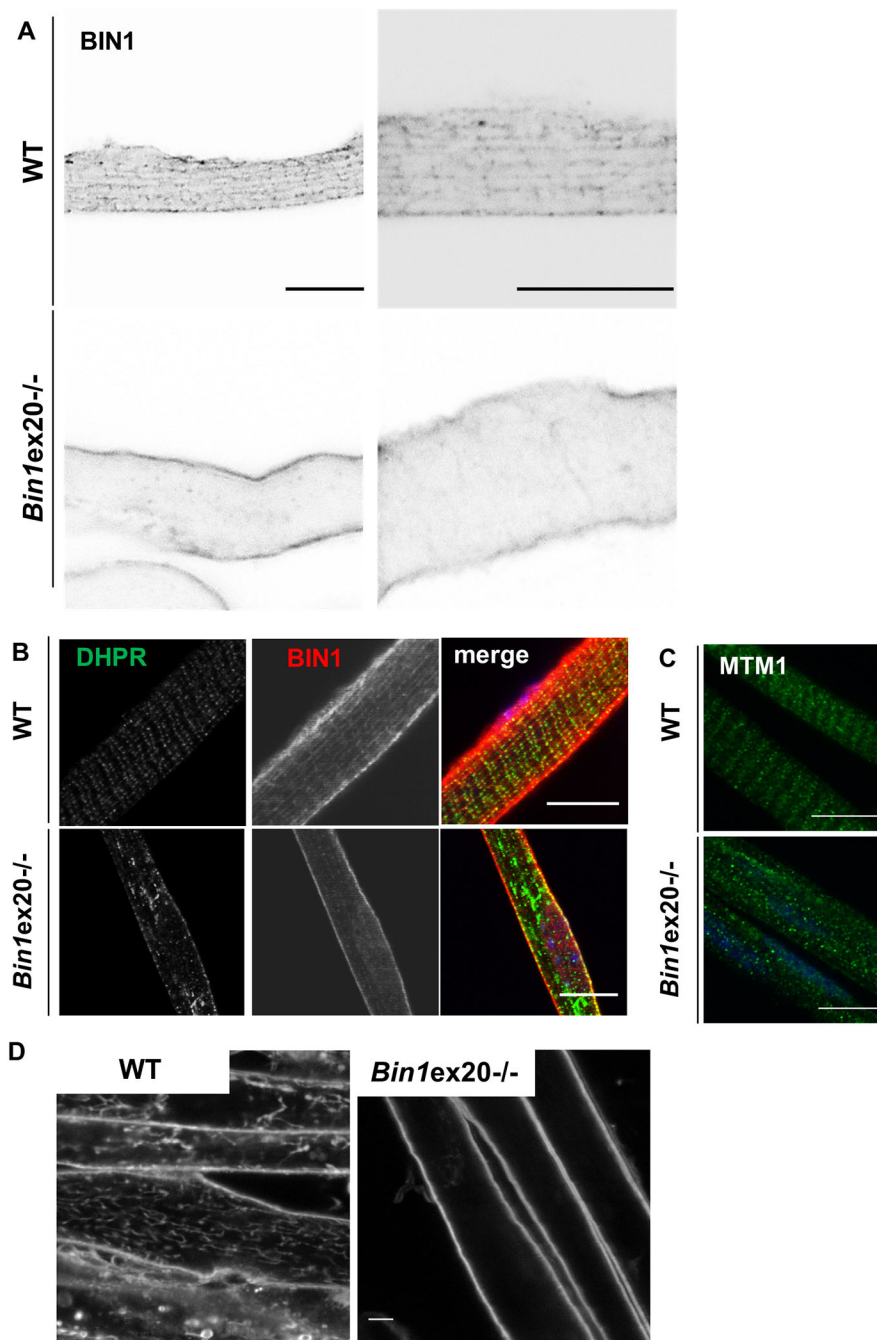 A
BIN1
WT
Bin1ex20-/-
B
DHPR
BIN1
merge
WT
Bin1ex20-/-
C
MTM1
WT
Bin1ex20-/-
D
WT
Bin1ex20-/-